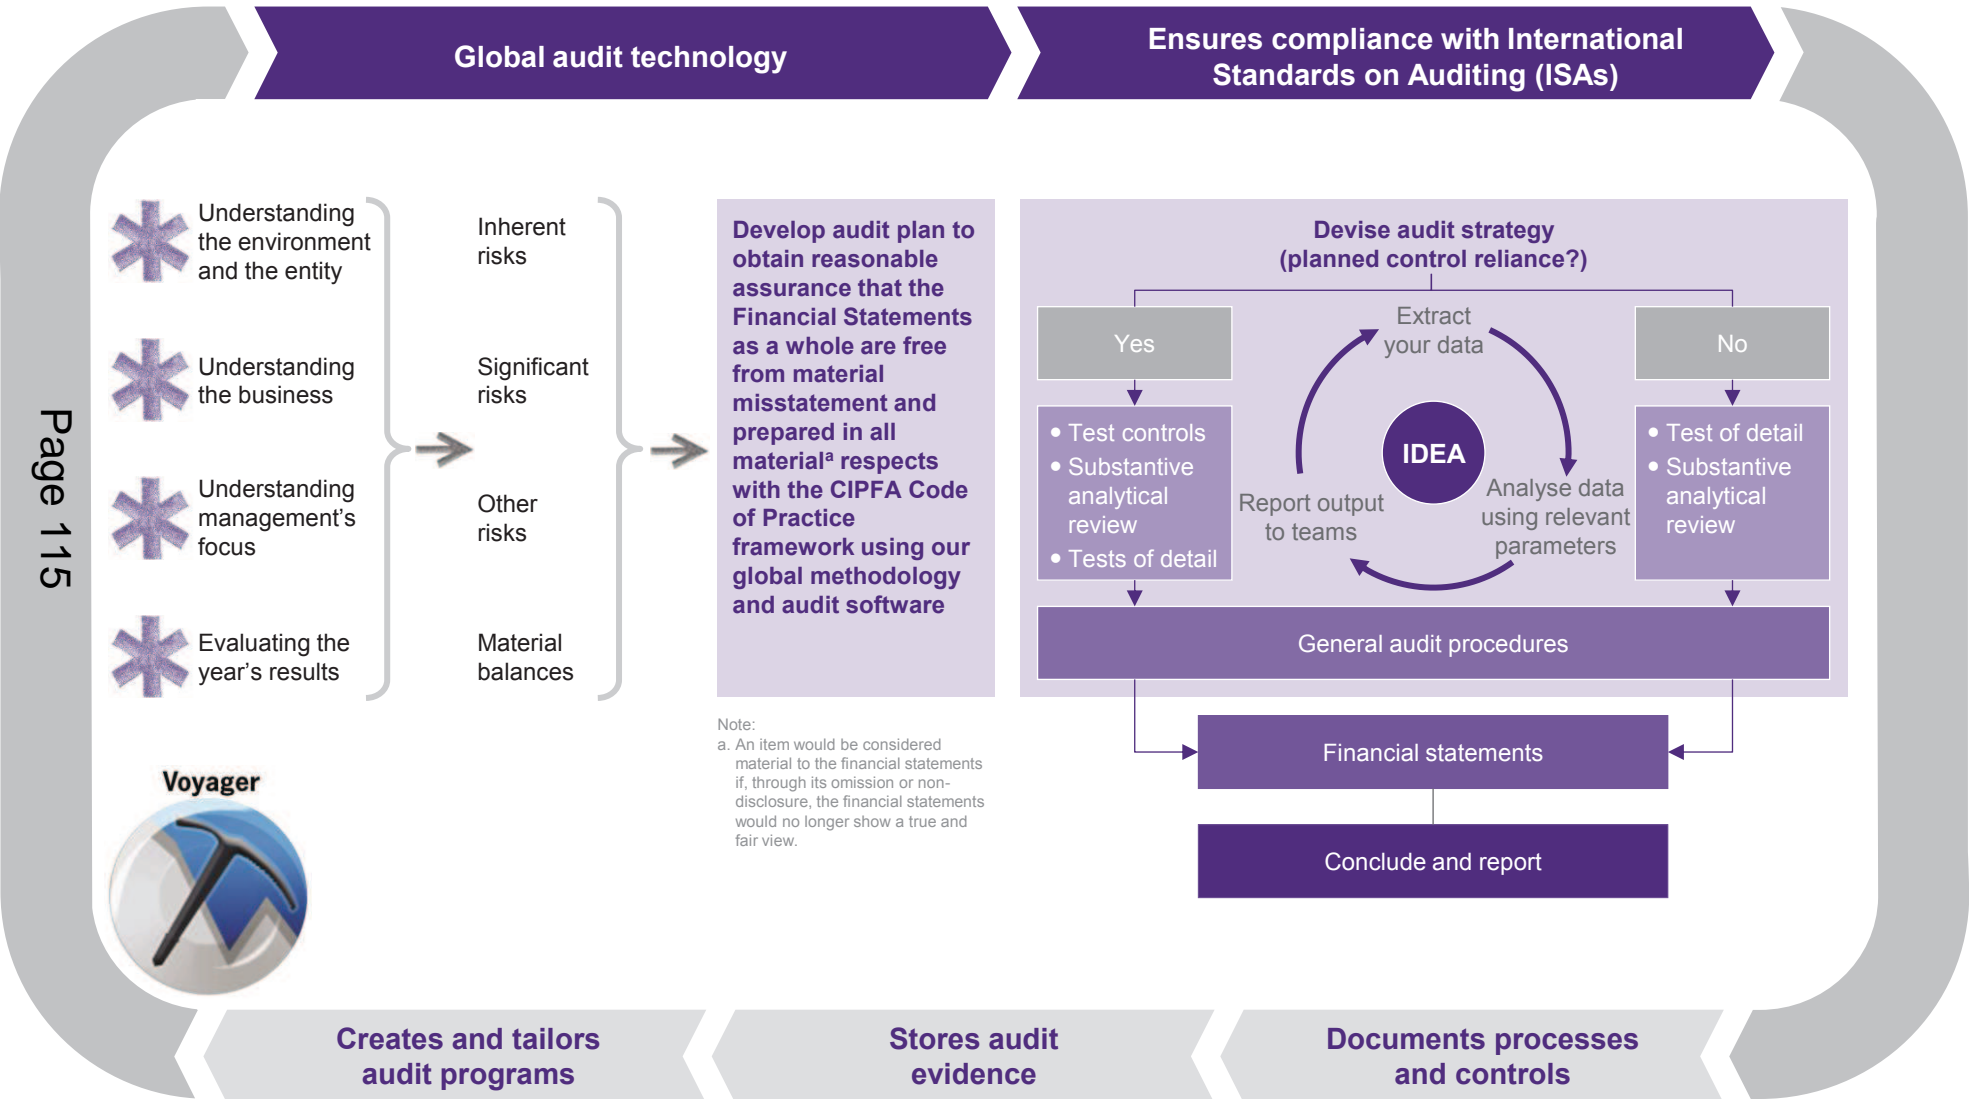 Global audit technology
Ensures compliance with International
Standards on Auditing (ISAs)
Page 115
Understanding
the environment
and the entity
Understanding
the business
Understanding
management’s
focus
Evaluating the
year’s results
Inherent
risks
Significant
risks
Other
risks
Material
balances
Develop audit plan to
obtain reasonable
assurance that the
Financial Statements
as a whole are free
from material
misstatement and
prepared in all
materialᵃ respects
with the CIPFA Code
of Practice
framework using our
global methodology
and audit software
Note:
a. An item would be considered
material to the financial statements
if, through its omission or non-
disclosure, the financial statements
would no longer show a true and
fair view.
Devise audit strategy
(planned control reliance?)
Yes
• Test controls
• Substantive
analytical
review
• Tests of detail
Extract
your data
IDEA
Analyse data
using relevant
parameters
Report output
to teams
No
• Test of detail
• Substantive
analytical
review
General audit procedures
Financial statements
Conclude and report
Voyager
Creates and tailors
audit programs
Stores audit
evidence
Documents processes
and controls